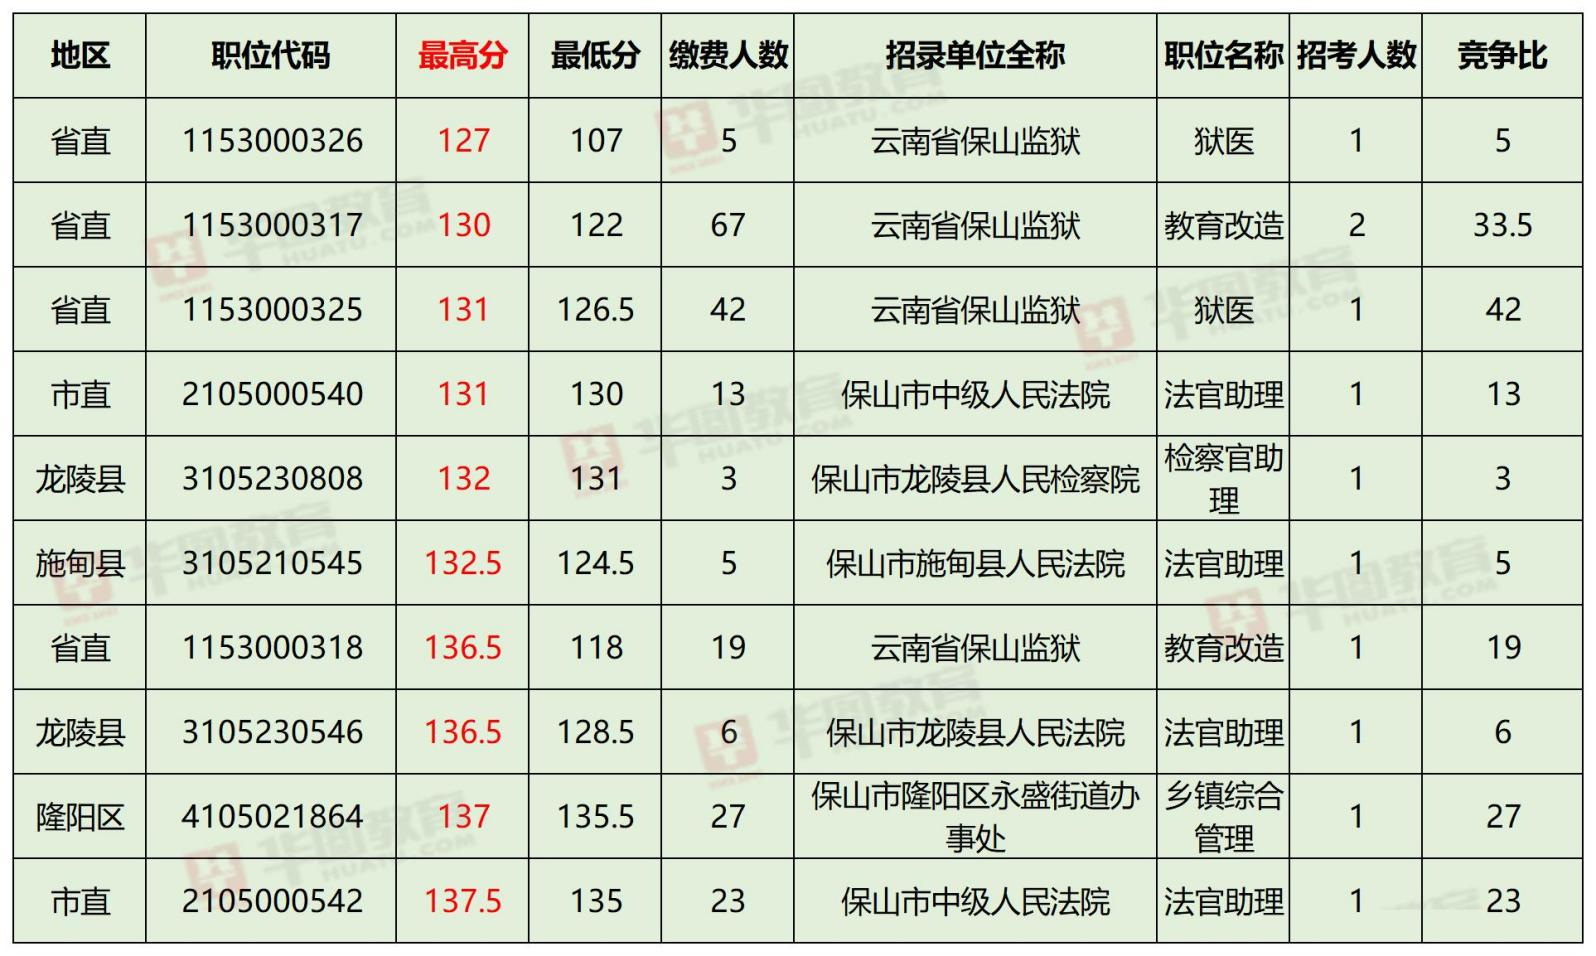 地区 职位代码 最高分 最低分 缴费人数 招录单位全称 职位名称 招考人数 竞争比
省直 1153000326 127 107 5 云南省保山监狱 狱医 1 5
省直 1153000317 130 122 67 云南省保山监狱 教育改造 2 33.5
省直 1153000325 131 126.5 42 云南省保山监狱 狱医 1 42
市直 2105000540 131 130 13 保山市中级人民法院 法官助理 1 13
龙陵县 3105230808 132 131 3 保山市龙陵县人民检察院 检察官助
理 1 3
施甸县 3105210545 132.5 124.5 5 保山市施甸县人民法院 法官助理 1 5
省直 1153000318 136.5 118 19 云南省保山监狱 教育改造 1 19
龙陵县 3105230546 136.5 128.5 6 保山市龙陵县人民法院 法官助理 1 6
隆阳区 4105021864 137 135.5 27 保山市隆阳区永盛街道办
事处 乡镇综合
管理 1 27
市直 2105000542 137.5 135 23 保山市中级人民法院 法官助理 1 23
华图教育
HUATU.COM